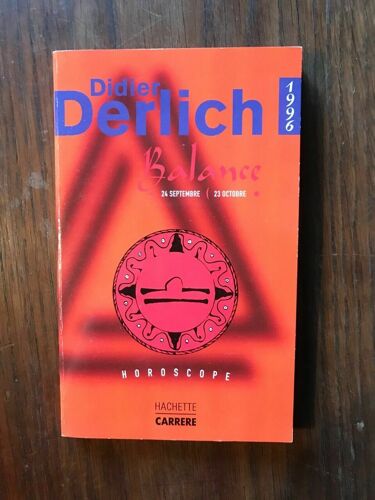 Didier
Derlich
1996
Balance
24 SEPTEMBRE ( 23 OCTOBRE
HOROSCOPE
HACHETTE
CARRERE